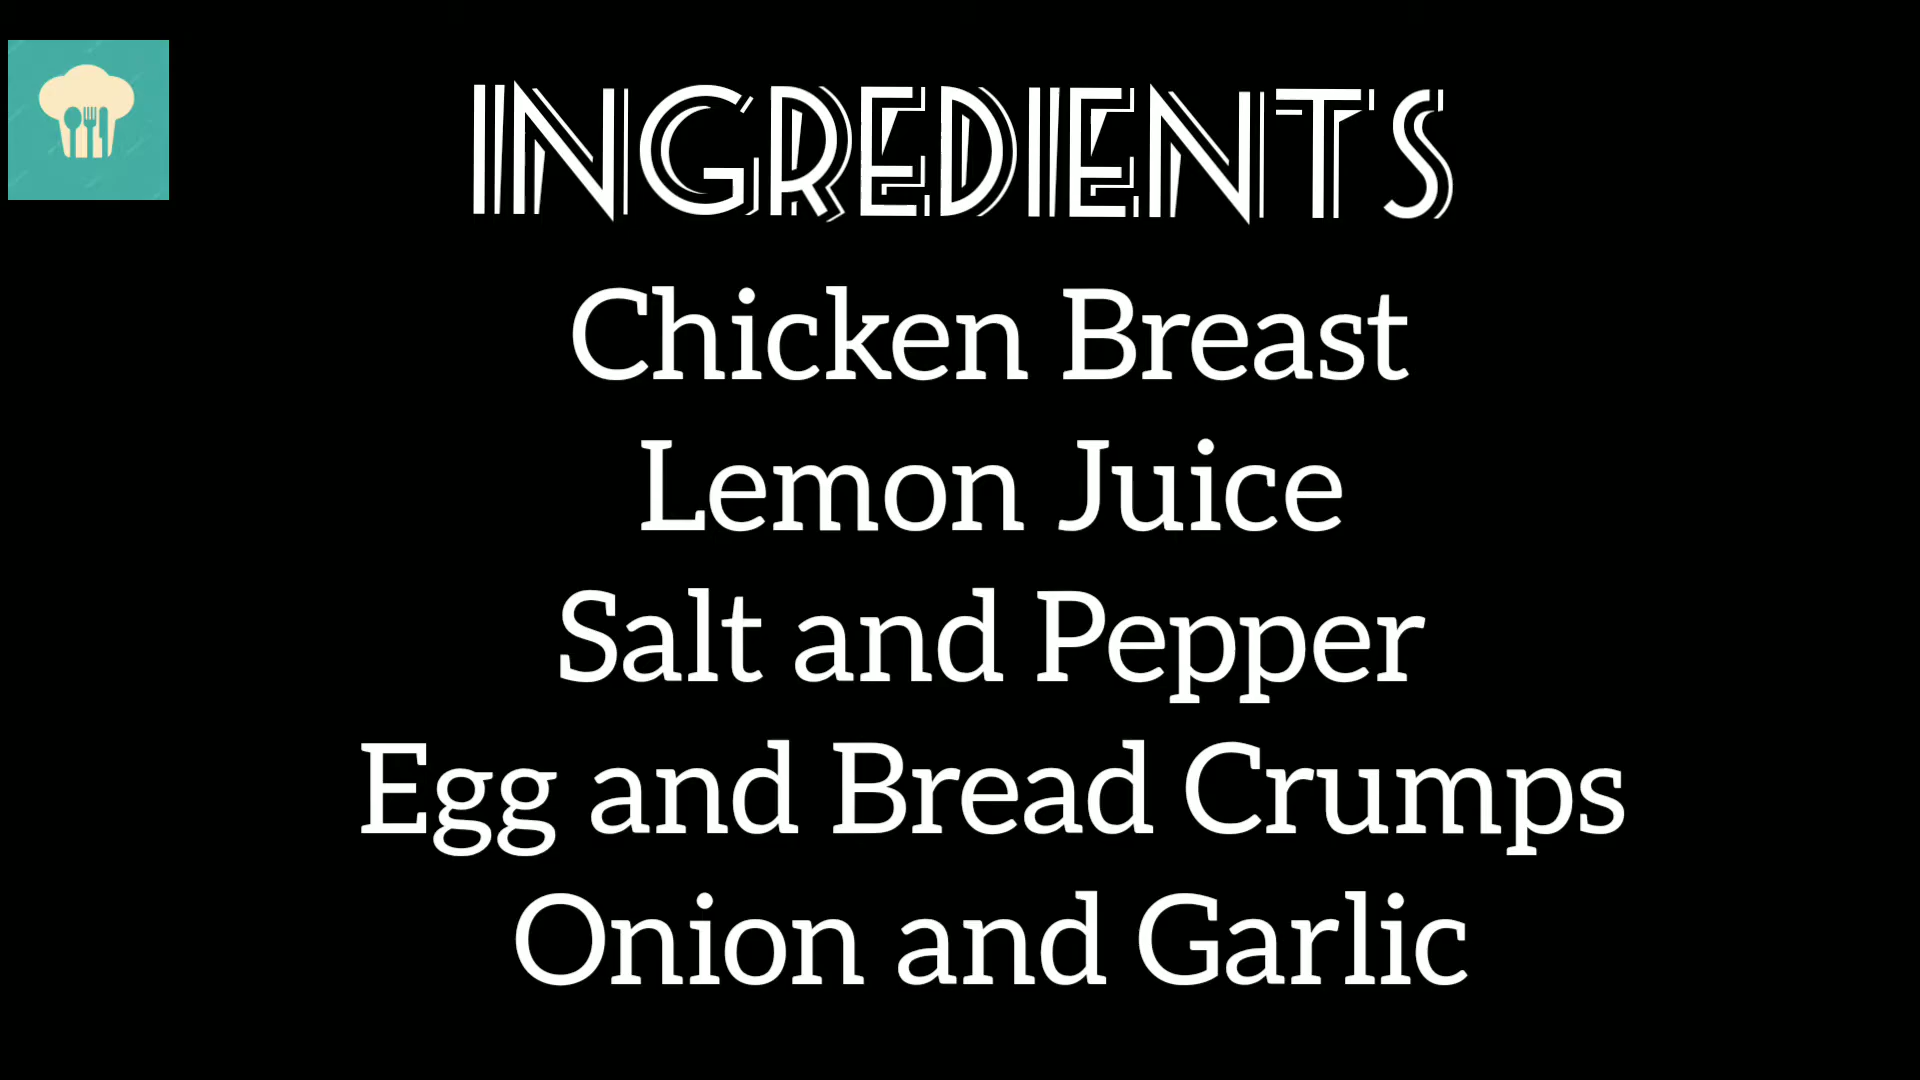 INGREDIENTS
Chicken Breast
Lemon Juice
Salt and Pepper
Egg and Bread Crumps
Onion and Garlic